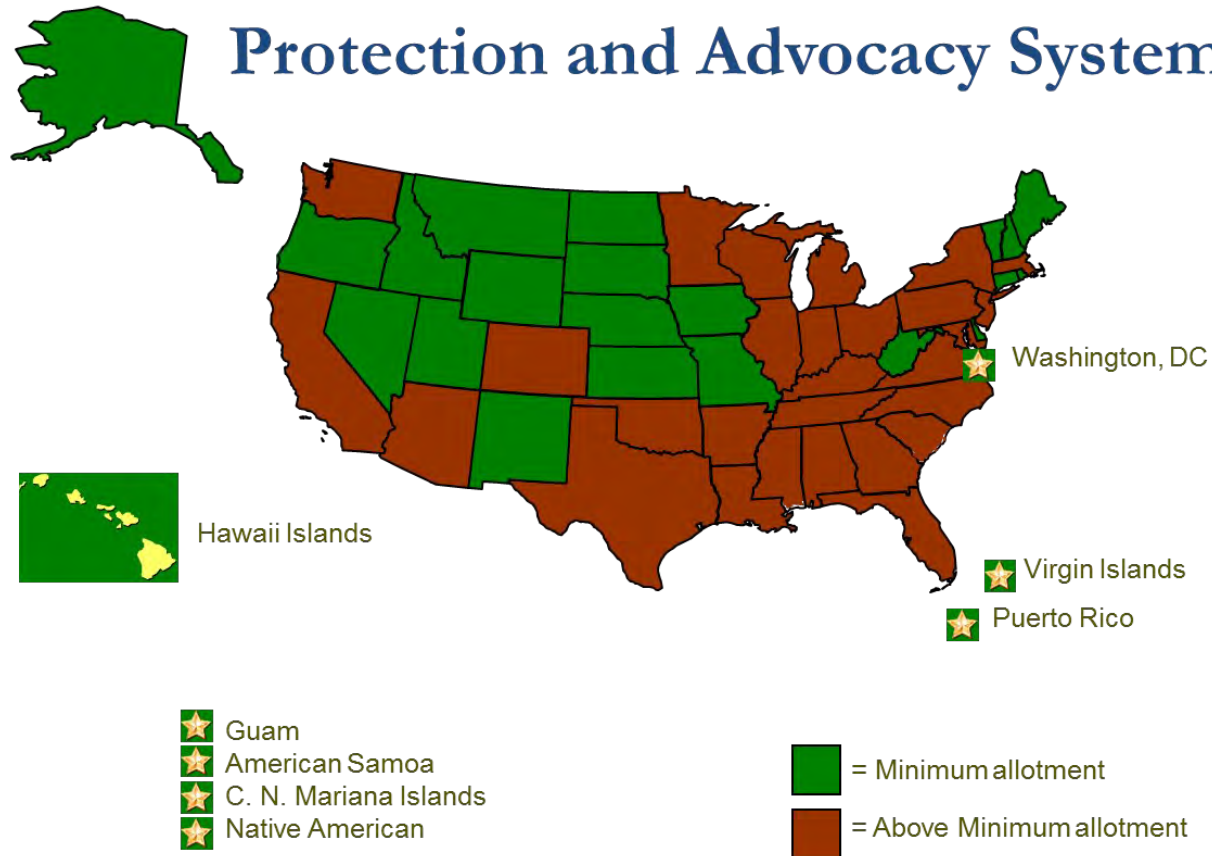 Protection and Advocacy System
Washington, DC
Hawaii Islands
Virgin Islands
Puerto Rico
Guam
American Samoa
C. N. Mariana Islands
Native American
= Minimum allotment
= Above Minimum allotment